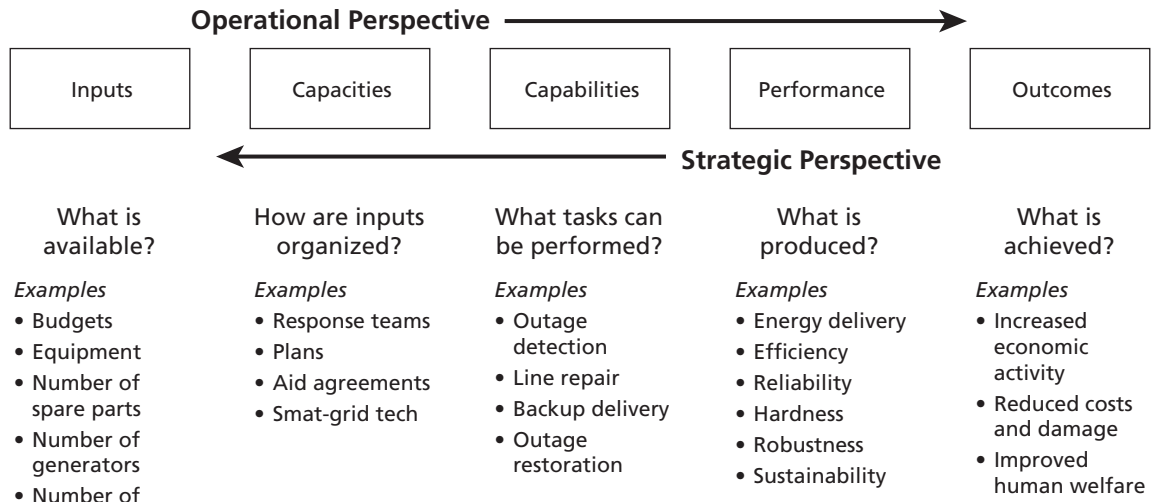 Operational Perspective
Inputs
Capacities
Capabilities
Performance
Outcomes
Strategic Perspective
What is
available?
Examples
• Budgets
• Equipment
• Number of
spare parts
• Number of
generators
• Number of
How are inputs
organized?
Examples
• Response teams
• Plans
• Aid agreements
• Smat-grid tech
What tasks can
be performed?
Examples
• Outage
detection
• Line repair
• Backup delivery
• Outage
restoration
What is
produced?
Examples
• Energy delivery
• Efficiency
• Reliability
• Hardness
• Robustness
• Sustainability
What is
achieved?
Examples
• Increased
economic
activity
• Reduced costs
and damage
• Improved
human welfare